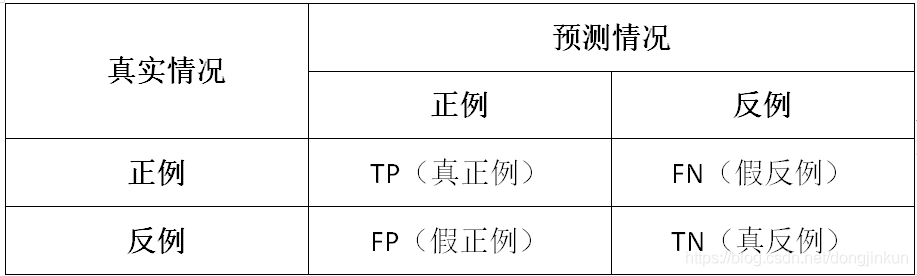 真实情况
预测情况
正例
反例
正例
TP（真正例）
FN（假反例）
反例
FP（假正例）
TN（真反例）
https://blog.csdn.net/dongjinkun